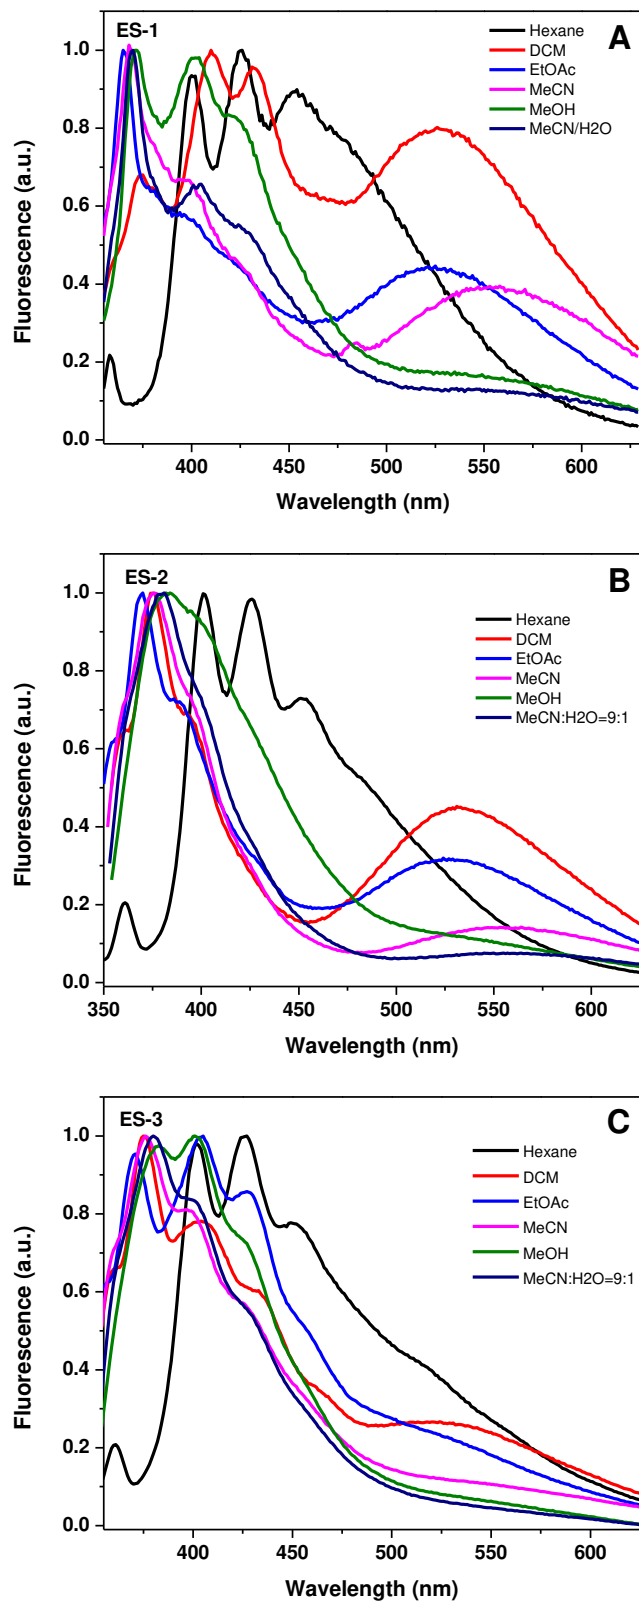 ES-1
A
Hexane
DCM
EtOAc
MeCN
MeOH
MeCN/H2O
1.0
0.8
0.6
0.4
0.2
0.0
Fluorescence (a.u.)
400 450 500 550 600
Wavelength (nm)
ES-2
B
Hexane
DCM
EtOAc
MeCN
MeOH
MeCN:H2O=9:1
1.0
0.8
0.6
0.4
0.2
0.0
Fluorescence (a.u.)
350 400 450 500 550 600
Wavelength (nm)
ES-3
C
Hexane
DCM
EtOAc
MeCN
MeOH
MeCN:H2O=9:1
1.0
0.8
0.6
0.4
0.2
0.0
Fluorescence (a.u.)
400 450 500 550 600
Wavelength (nm)